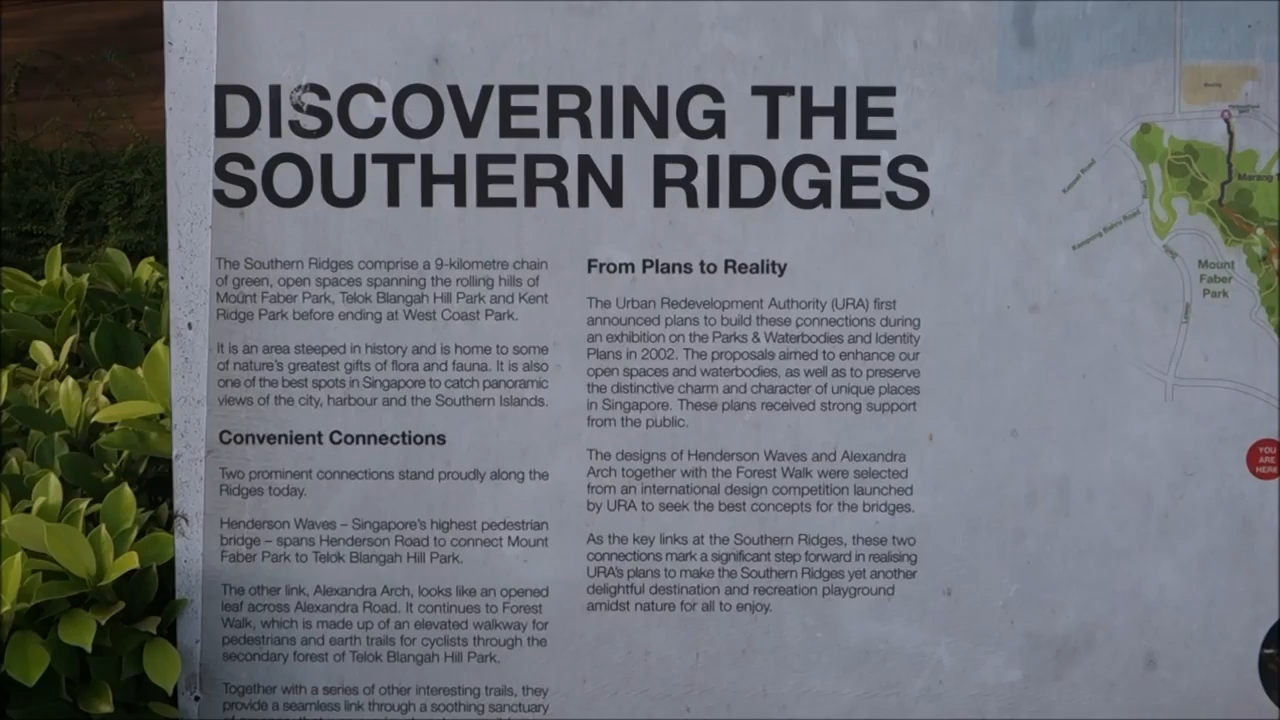 DISCOVERING THE
SOUTHERN RIDGES
The Southern Ridges comprise a 9-kilometre chain
of green, open spaces spanning the rolling hills of
Mount Faber Park, Telok Blangah Hill Park and Kent
Ridge Park before ending at West Coast Park.
It is an area steeped in history and is home to some
of nature's greatest gifts of flora and fauna. It is also
one of the best spots in Singapore to catch panoramic
views of the city, harbour and the Southern Islands.
Convenient Connections
Two prominent connections stand proudly along the
Ridges today.
Henderson Waves – Singapore's highest pedestrian
bridge – spans Henderson Road to connect Mount
Faber Park to Telok Blangah Hill Park.
The other link, Alexandra Arch, looks like an opened
leaf across Alexandra Road. It continues to Forest
Walk, which is made up of an elevated walkway for
pedestrians and earth trails for cyclists through the
secondary forest of Telok Blangah Hill Park.
Together with a series of other interesting trails, they
provide a seamless link through a soothing sanctuary
From Plans to Reality
The Urban Redevelopment Authority (URA) first
announced plans to build these connections during
an exhibition on the Parks & Waterbodies and Identity
Plans in 2002. The proposals aimed to enhance our
open spaces and waterbodies, as well as to preserve
the distinctive charm and character of unique places
in Singapore. These plans received strong support
from the public.
The designs of Henderson Waves and Alexandra
Arch together with the Forest Walk were selected
from an international design competition launched
by URA to seek the best concepts for the bridges.
As the key links at the Southern Ridges, these two
connections mark a significant step forward in realising
URA's plans to make the Southern Ridges yet another
delightful destination and recreation playground
amidst nature for all to enjoy.
Keppel Road
Kampong Bahru Road
Marang
Mount
Faber
Park
YOU
ARE
HERE